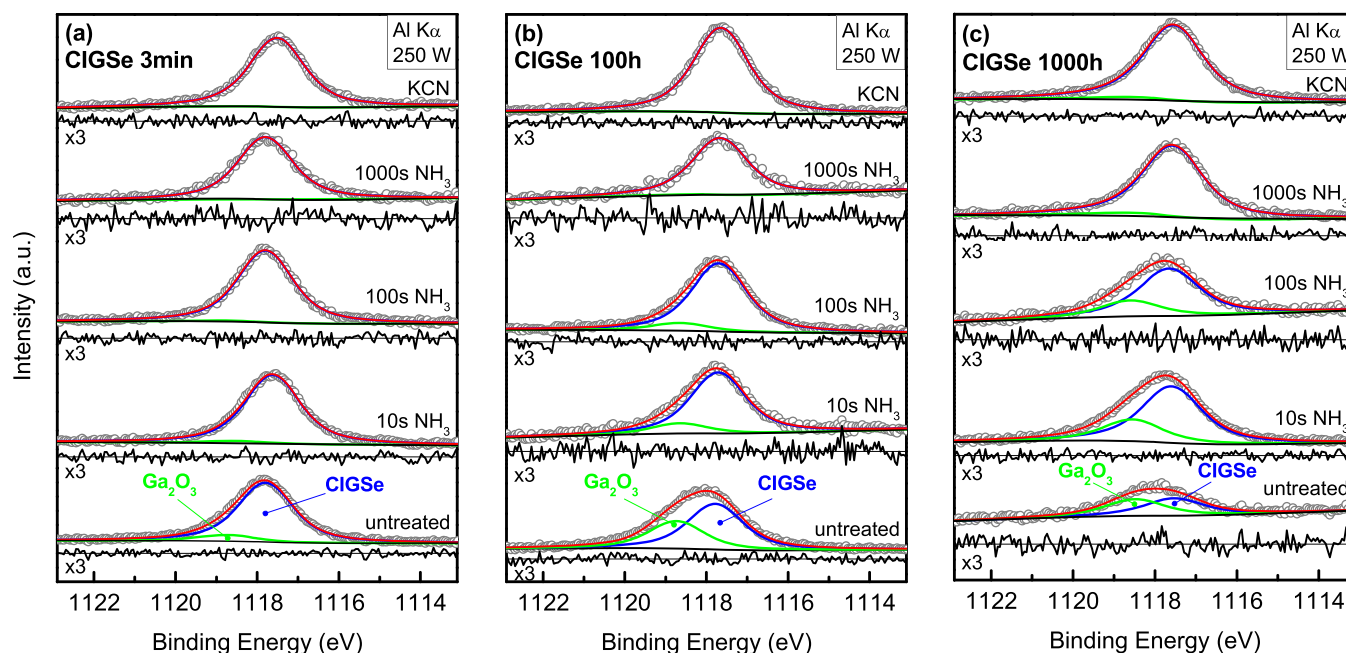 Intensity (a.u.)
(a)
CIGSe 3min
Al Kα
250 W
KCN
x3
1000s NH3
x3
100s NH3
x3
10s NH3
x3
Ga2O3
CIGSe
untreated
x3
1122 1120 1118 1116 1114
Binding Energy (eV)
(b)
CIGSe 100h
Al Kα
250 W
KCN
x3
1000s NH3
x3
100s NH3
x3
10s NH3
x3
Ga2O3
CIGSe
untreated
x3
1122 1120 1118 1116 1114
Binding Energy (eV)
(c)
CIGSe 1000h
Al Kα
250 W
KCN
x3
1000s NH3
x3
100s NH3
x3
10s NH3
x3
Ga2O3
CIGSe
untreated
x3
1122 1120 1118 1116 1114
Binding Energy (eV)